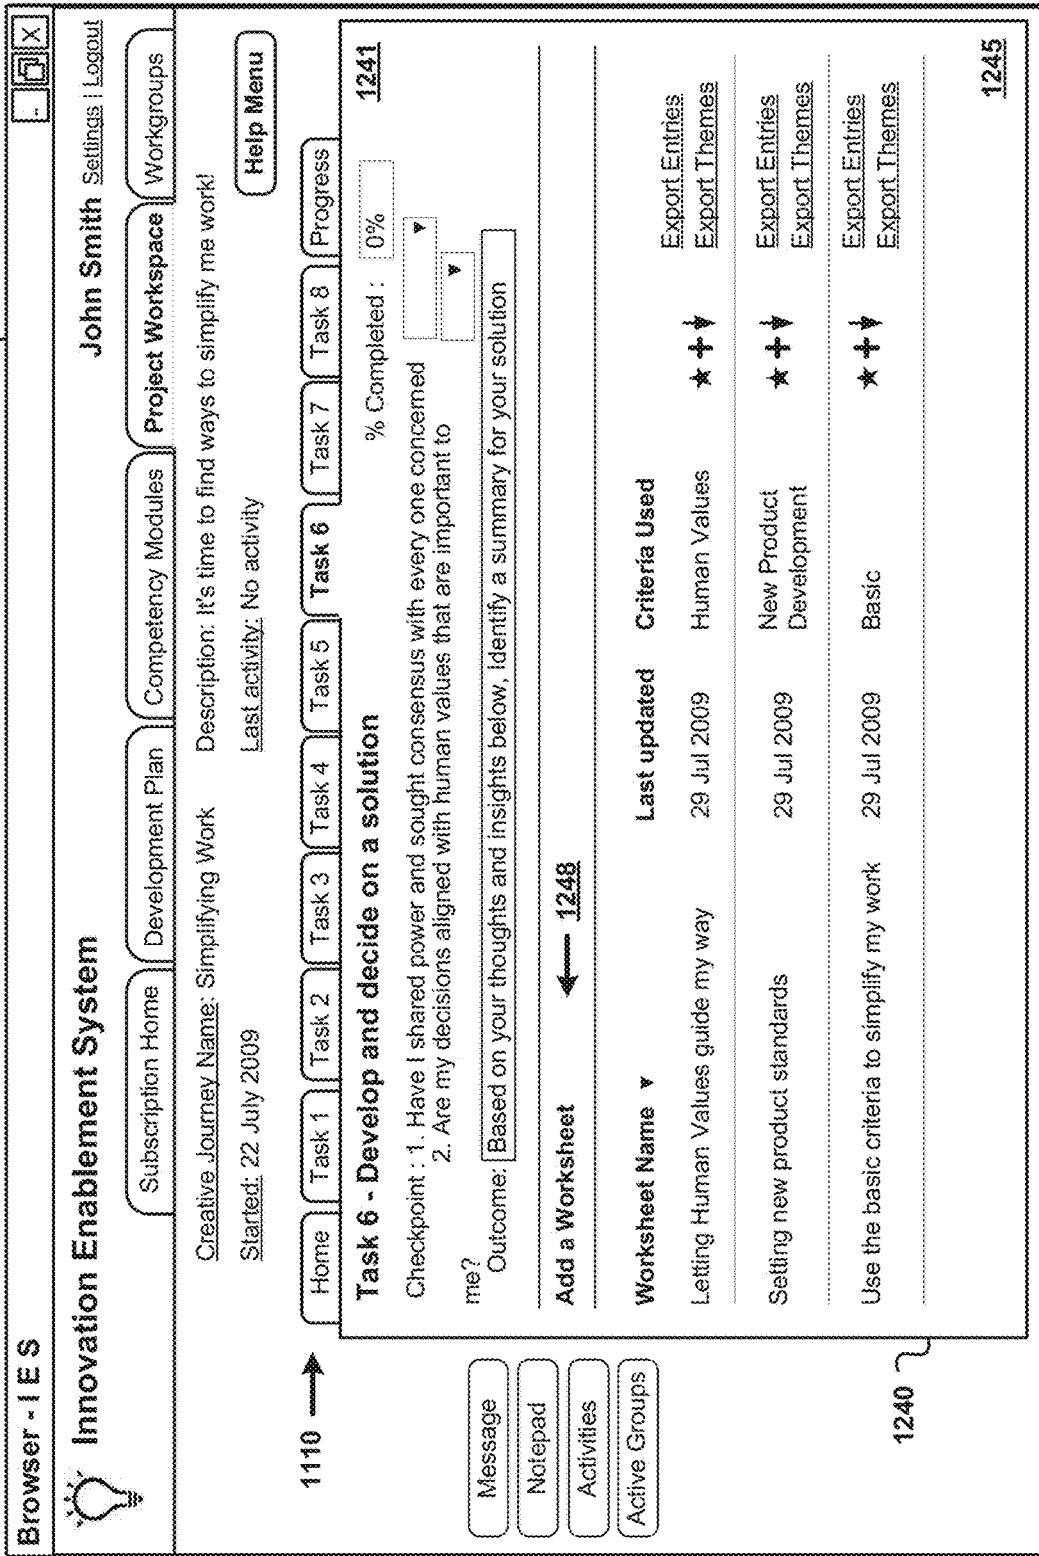 Browser - I E S
- X
Innovation Enablement System
John Smith Settings | Logout
Subscription Home Development Plan Competency Modules Project Workspace Workgroups
Creative Journey Name: Simplifying Work Description: It's time to find ways to simplify me work!
Started: 22 July 2009 Last activity: No activity Help Menu
1110
Home Task 1 Task 2 Task 3 Task 4 Task 5 Task 6 Task 7 Task 8 Progress
Task 6 - Develop and decide on a solution % Completed : 0% 1241
Checkpoint : 1. Have I shared power and sought consensus with every one concerned
2. Are my decisions aligned with human values that are important to
me?
Outcome: Based on your thoughts and insights below, Identify a summary for your solution
Message
Notepad
Activities
Active Groups
Add a Worksheet 1248
Worksheet Name ▼ Last updated Criteria Used
Letting Human Values guide my way 29 Jul 2009 Human Values Export Entries
Export Themes
Setting new product standards 29 Jul 2009 New Product Export Entries
Development Export Themes
Use the basic criteria to simplify my work 29 Jul 2009 Basic Export Entries
Export Themes
1240
1245